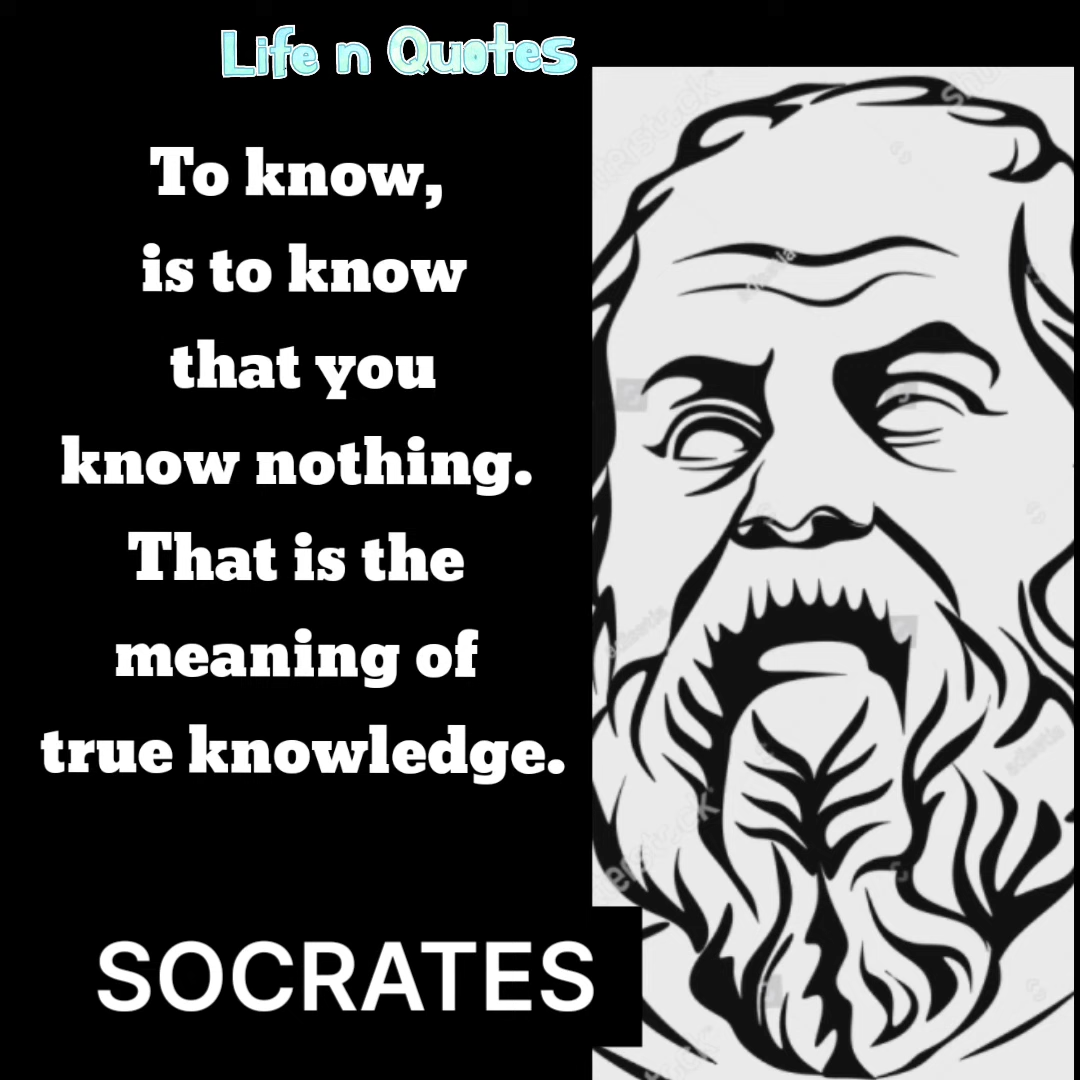 Life n Quotes
To know,
is to know
that you
know nothing.
That is the
meaning of
true knowledge.
SOCRATES